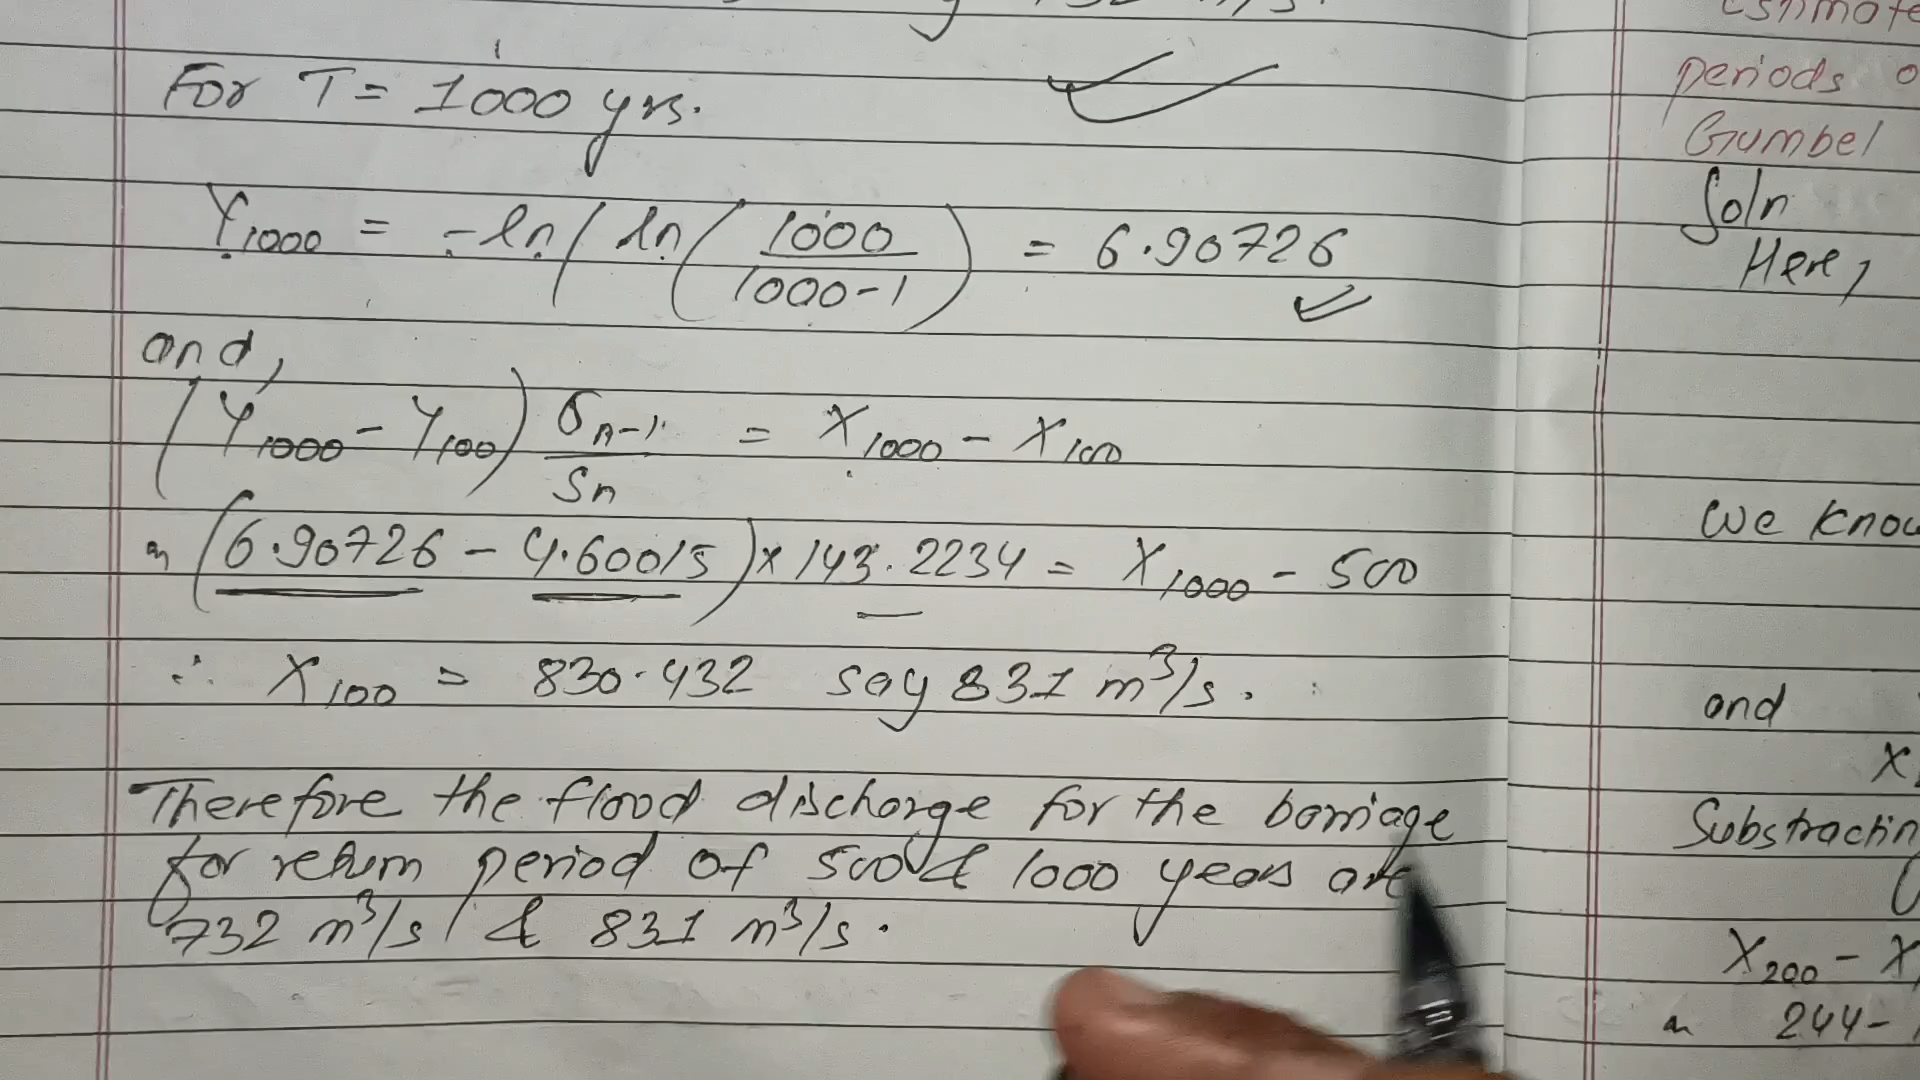 For T = 1000 yrs.
Y1000 = -ln(ln(1000/1000-1) = 6.90726
and,
(Y1000 - Y100) σn-1/Sn = X1000 - X100
(6.90726 - 4.60015) x 143.2234 = X1000 - 500
∴ X100 = 830.432 say 831 m³/s.
Therefore the flood discharge for the barriage
for return period of 500 & 1000 years are
732 m³/s & 831 m³/s.
periods
Gumbel
Soln
Here,
We know
and
X
Substractin
X200 - X
244-